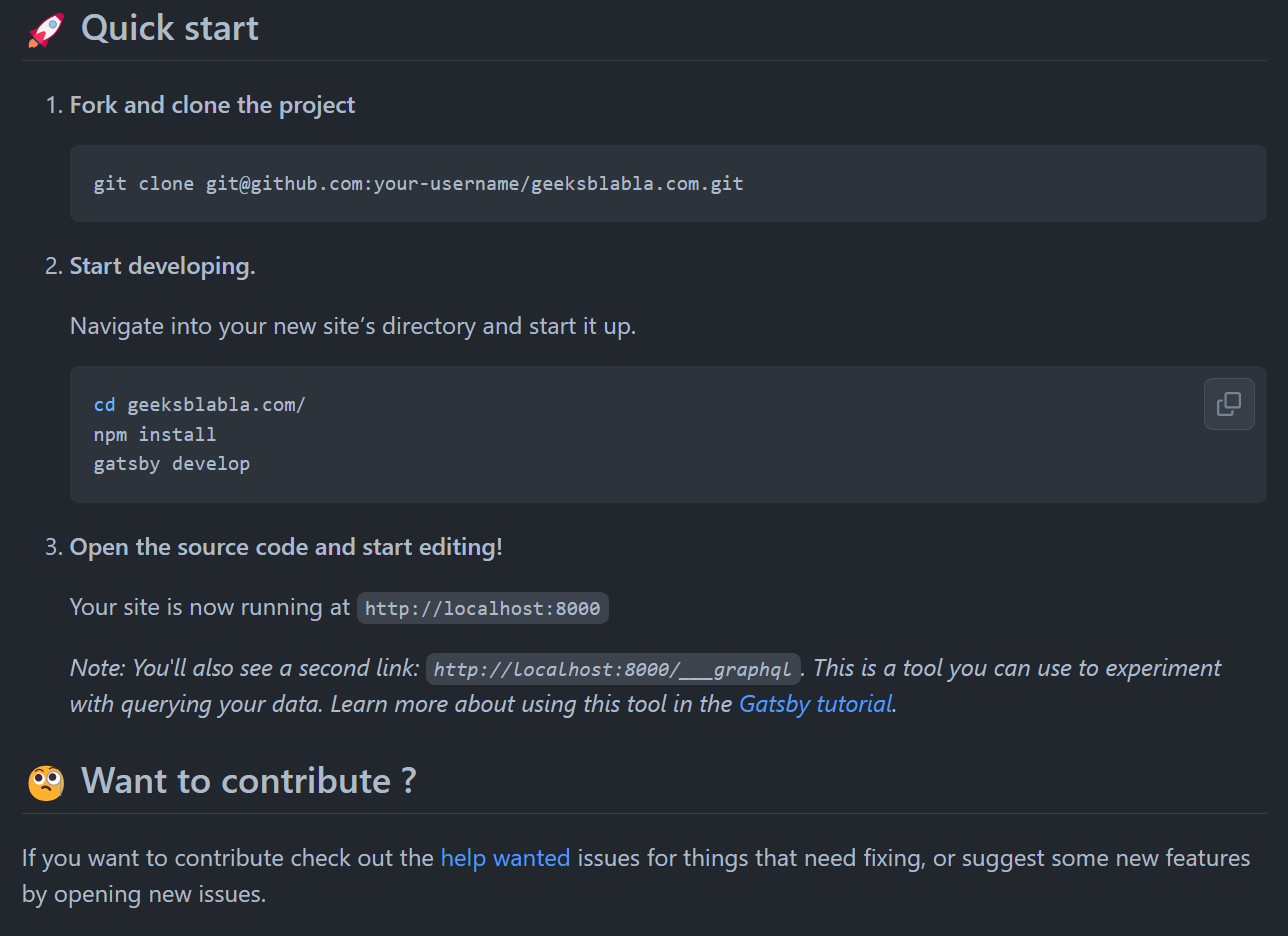 🚀 Quick start
1. Fork and clone the project
git clone git@github.com:your-username/geeksblabla.com.git
2. Start developing.
Navigate into your new site’s directory and start it up.
cd geeksblabla.com/
npm install
gatsby develop
3. Open the source code and start editing!
Your site is now running at http://localhost:8000
Note: You'll also see a second link: http://localhost:8000/___graphql. This is a tool you can use to experiment
with querying your data. Learn more about using this tool in the Gatsby tutorial.
🧐 Want to contribute ?
If you want to contribute check out the help wanted issues for things that need fixing, or suggest some new features
by opening new issues.